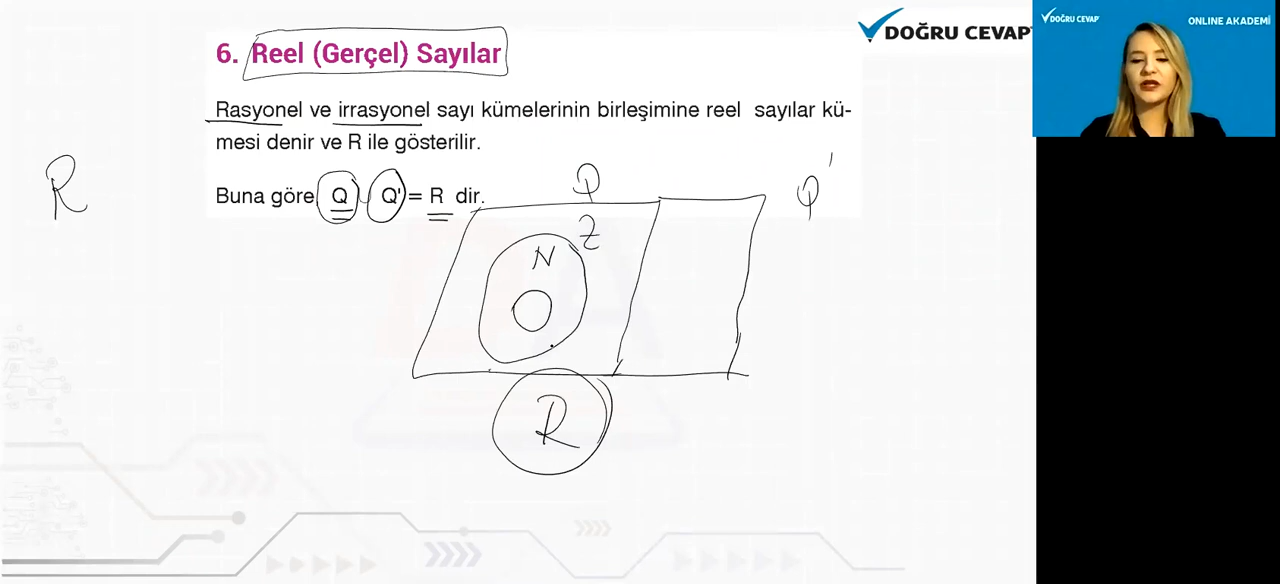 DOĞRU CEVAP
DOĞRU CEVAP
ONLINE AKADEMİ
6. Reel (Gerçel) Sayılar
Rasyonel ve irrasyonel sayı kümelerinin birleşimine reel sayılar kü-
mesi denir ve R ile gösterilir.
R
Buna göre Q Q' = R dir.
Q
Q'
Z
N
R